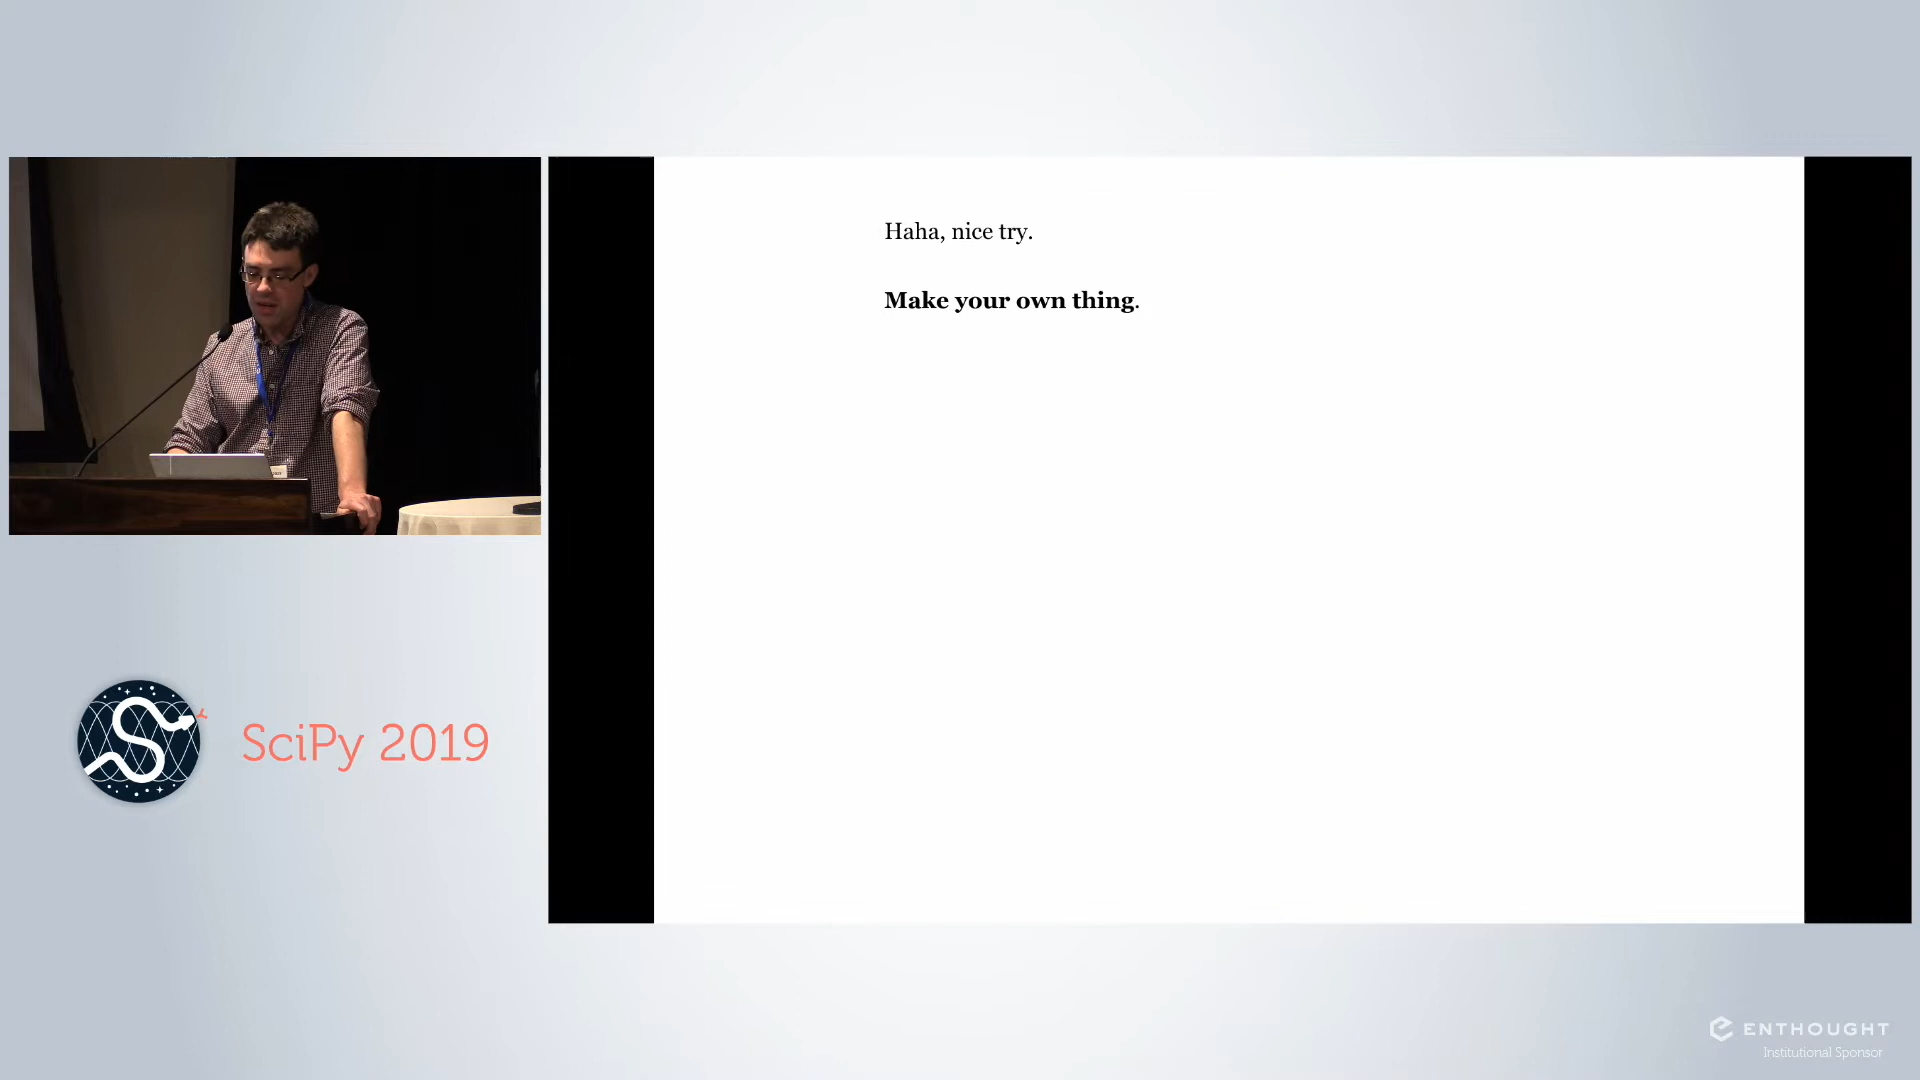 Haha, nice try.
Make your own thing.
SciPy 2019
ENTHOUGHT
Institutional Sponsor